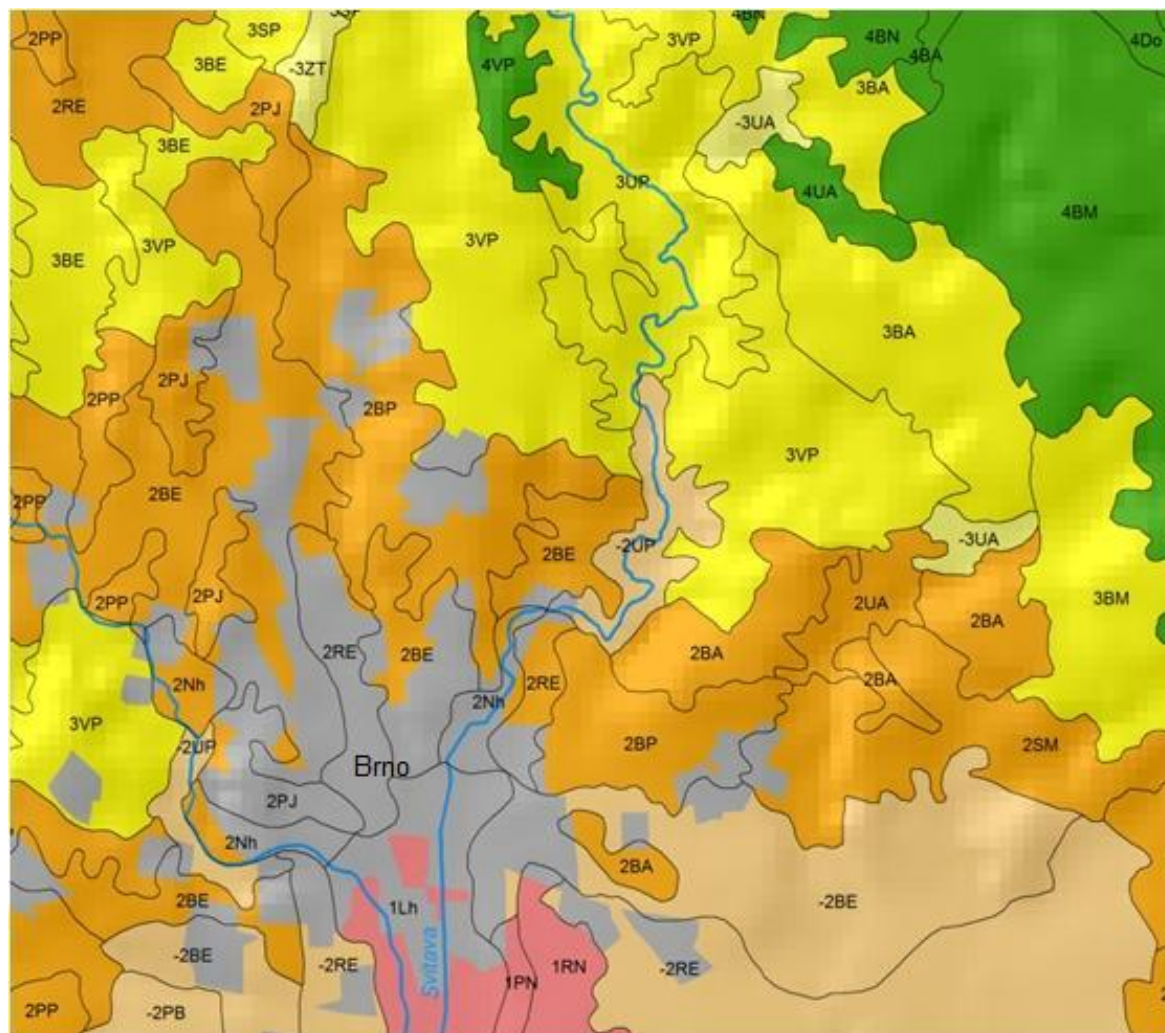 4BN
2PP
3SP
3VP
4BN
4Do
3BE
-3ZT
4VP
4BA
2RE
2PJ
3BA
-3UA
3BE
3UP
4UA
4BM
3BE
3VP
3VP
3BA
2PJ
2PP
2BP
3VP
2BE
2PP
-3UA
-2UP
2BE
2PP
2PJ
2UA
3BM
2BA
2RE
2BE
2BA
2Nh
2RE
2BA
2Nh
3VP
-2UP
2BP
2SM
Brno
2PJ
2Nh
2BA
2BE
1Lh
-2BE
-2BE
Svitava
-2RE
1PN
1RN
-2RE
2PP
-2PB